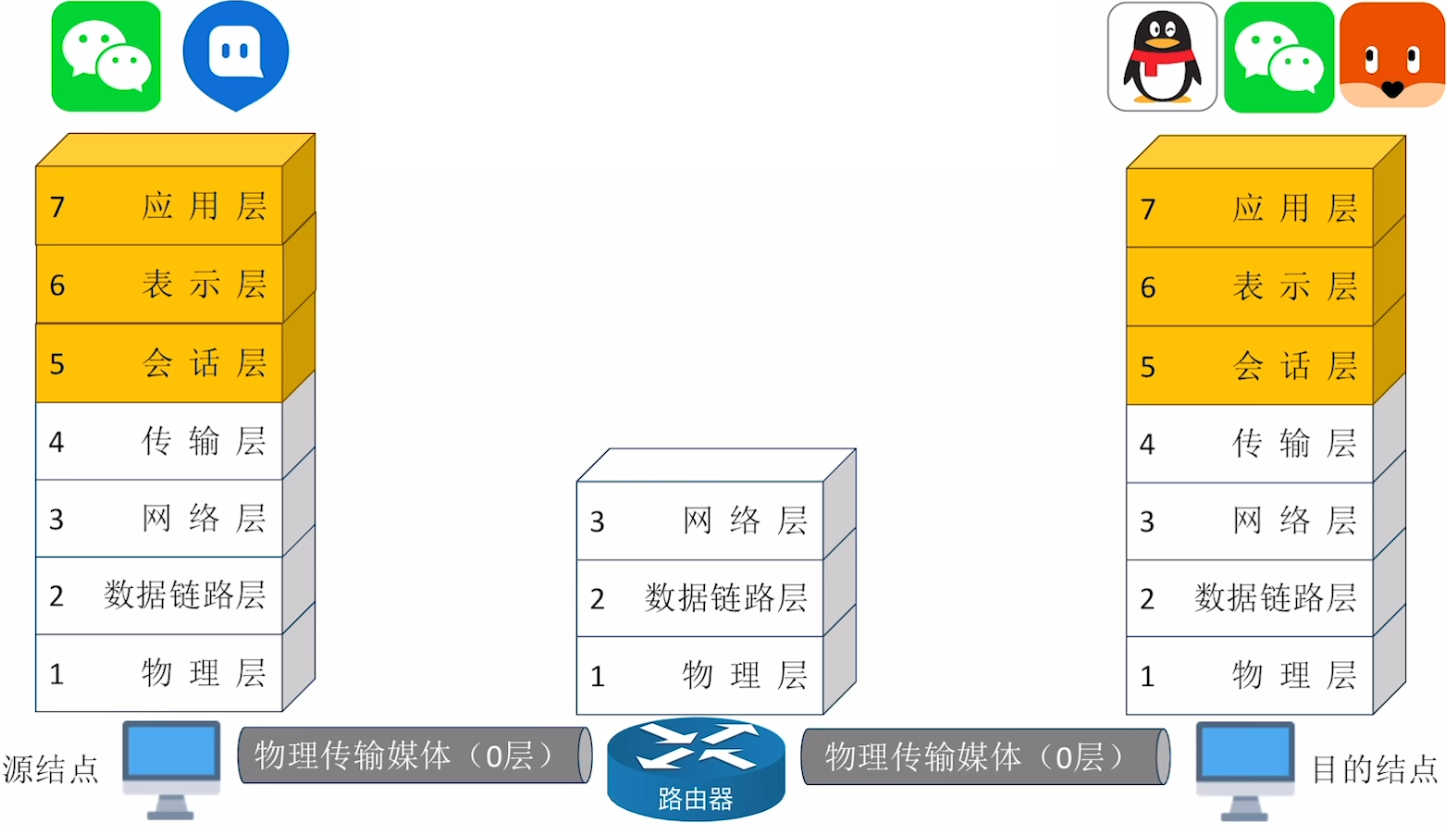 7 应用层
6 表示层
5 会话层
4 传输层
3 网络层
2 数据链路层
1 物理层
3 网络层
2 数据链路层
1 物理层
7 应用层
6 表示层
5 会话层
4 传输层
3 网络层
2 数据链路层
1 物理层
源结点
物理传输媒体（0层）
路由器
物理传输媒体（0层）
目的结点